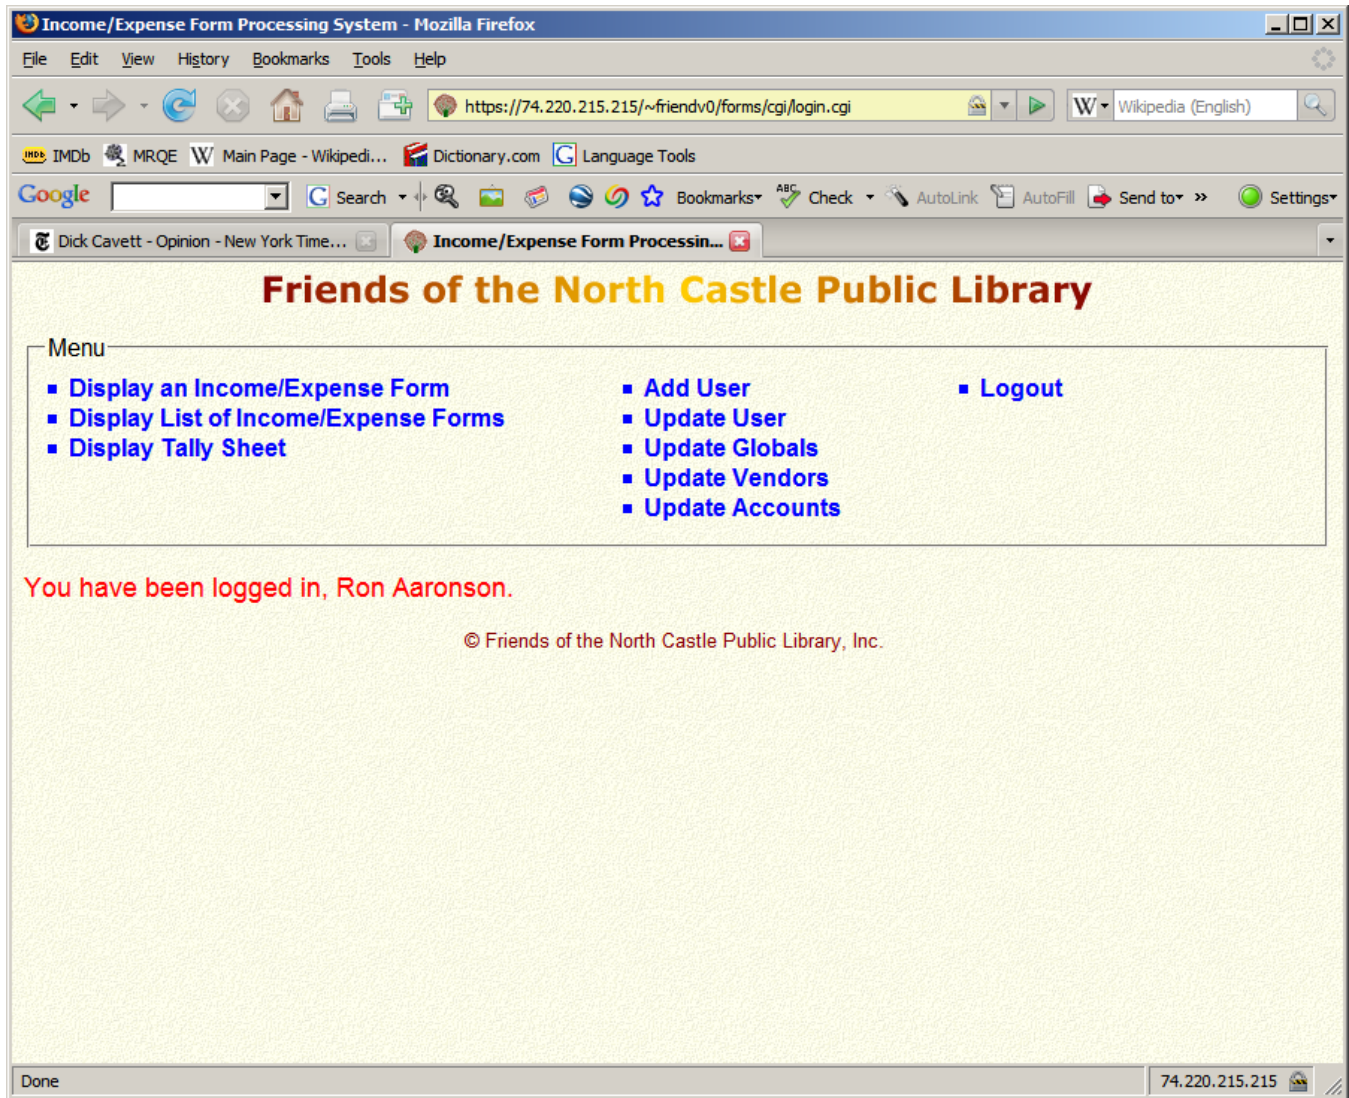 Income/Expense Form Processing System - Mozilla Firefox
File Edit View History Bookmarks Tools Help
https://74.220.215.215/~friendv0/forms/cgi/login.cgi W Wikipedia (English)
IMDb IMDb MRQE W Main Page - Wikipedi... Dictionary.com G Language Tools
Google G Search Bookmarks ABC Check AutoLink AutoFill Send to » Settings
Dick Cavett - Opinion - New York Time... Income/Expense Form Processin...
Friends of the North Castle Public Library
Menu
Display an Income/Expense Form Add User Logout
Display List of Income/Expense Forms Update User
Display Tally Sheet Update Globals
Update Vendors
Update Accounts
You have been logged in, Ron Aaronson.
© Friends of the North Castle Public Library, Inc.
Done 74.220.215.215